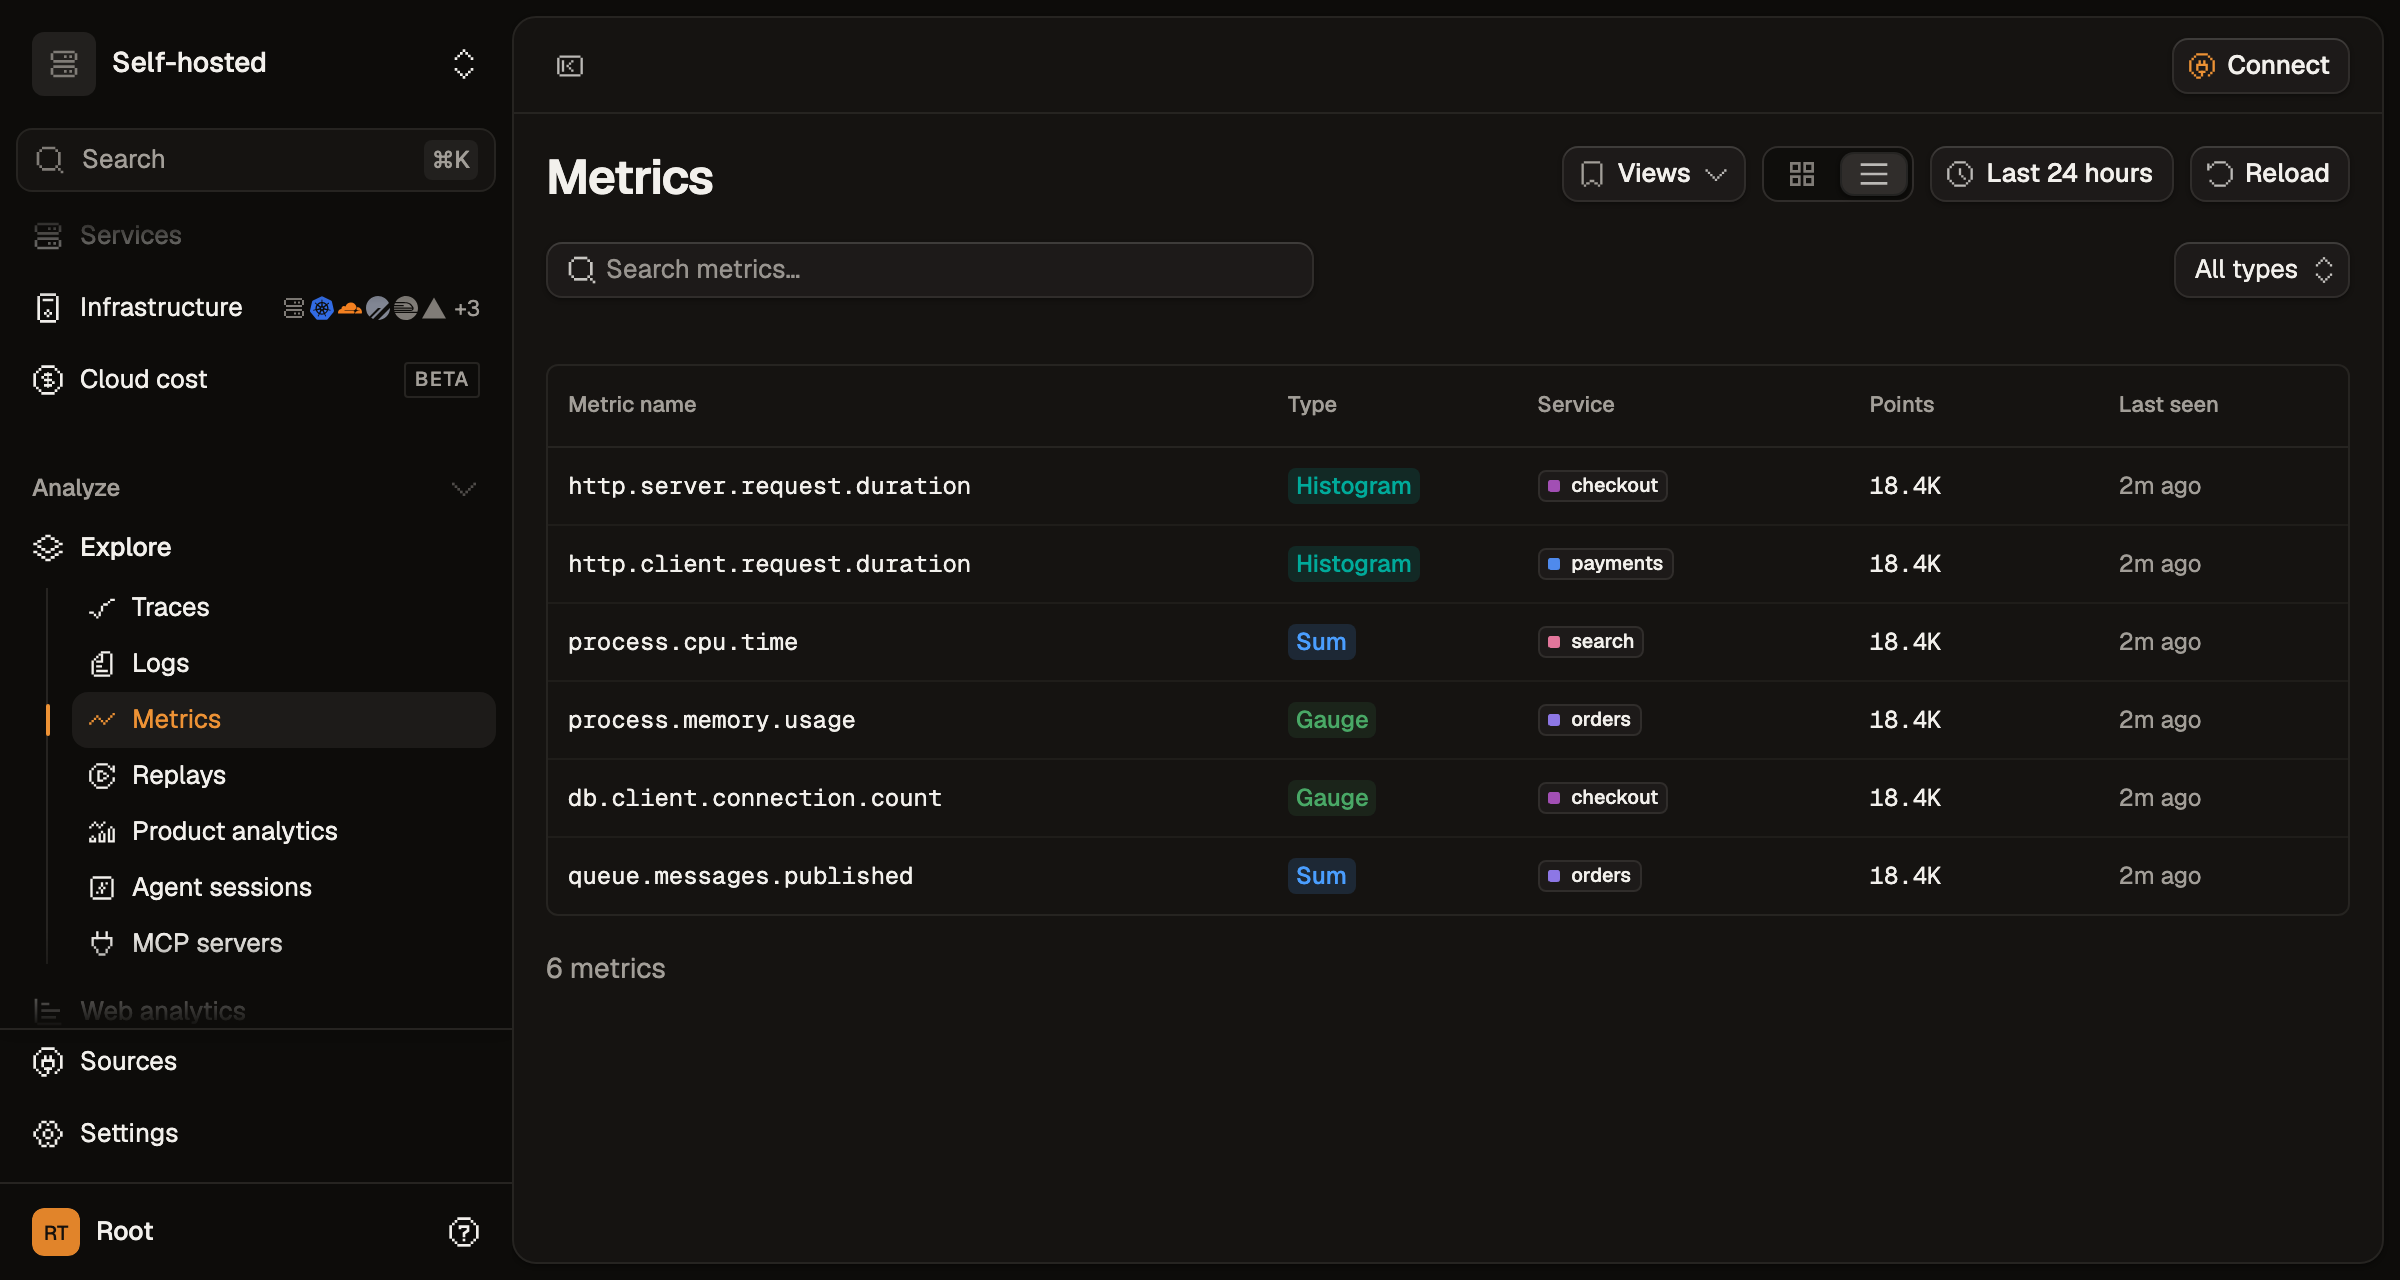 Self-hosted
Search ⌘K
Services
Infrastructure +3
Cloud cost BETA
Analyze
Explore
Traces
Logs
Metrics
Replays
Product analytics
Agent sessions
MCP servers
Web analytics
Sources
Settings
RT Root
Connect
Metrics
Views
Last 24 hours
Reload
Search metrics...
All types
Metric name Type Service Points Last seen
http.server.request.duration Histogram checkout 18.4K 2m ago
http.client.request.duration Histogram payments 18.4K 2m ago
process.cpu.time Sum search 18.4K 2m ago
process.memory.usage Gauge orders 18.4K 2m ago
db.client.connection.count Gauge checkout 18.4K 2m ago
queue.messages.published Sum orders 18.4K 2m ago
6 metrics